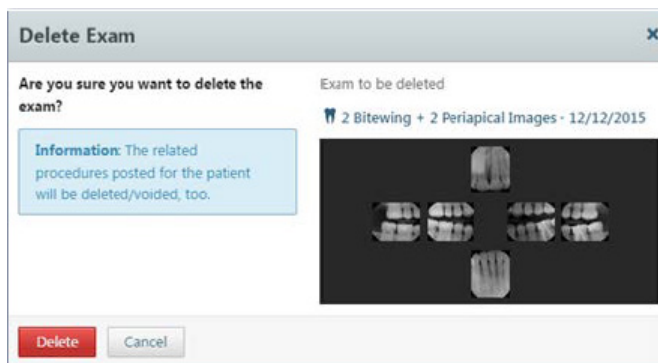 Delete Exam
Are you sure you want to delete the
exam?
Information: The related
procedures posted for the patient
will be deleted/voided, too.
Exam to be deleted
2 Bitewing + 2 Periapical Images - 12/12/2015
Delete
Cancel